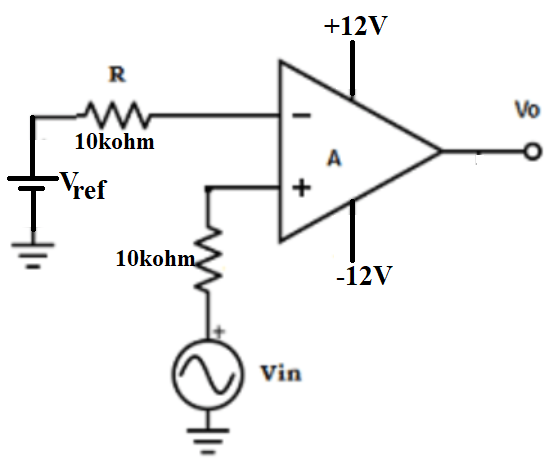 +12V
R
Vo
10kohm
−
A
Vref
+
10kohm
-12V
+
Vin